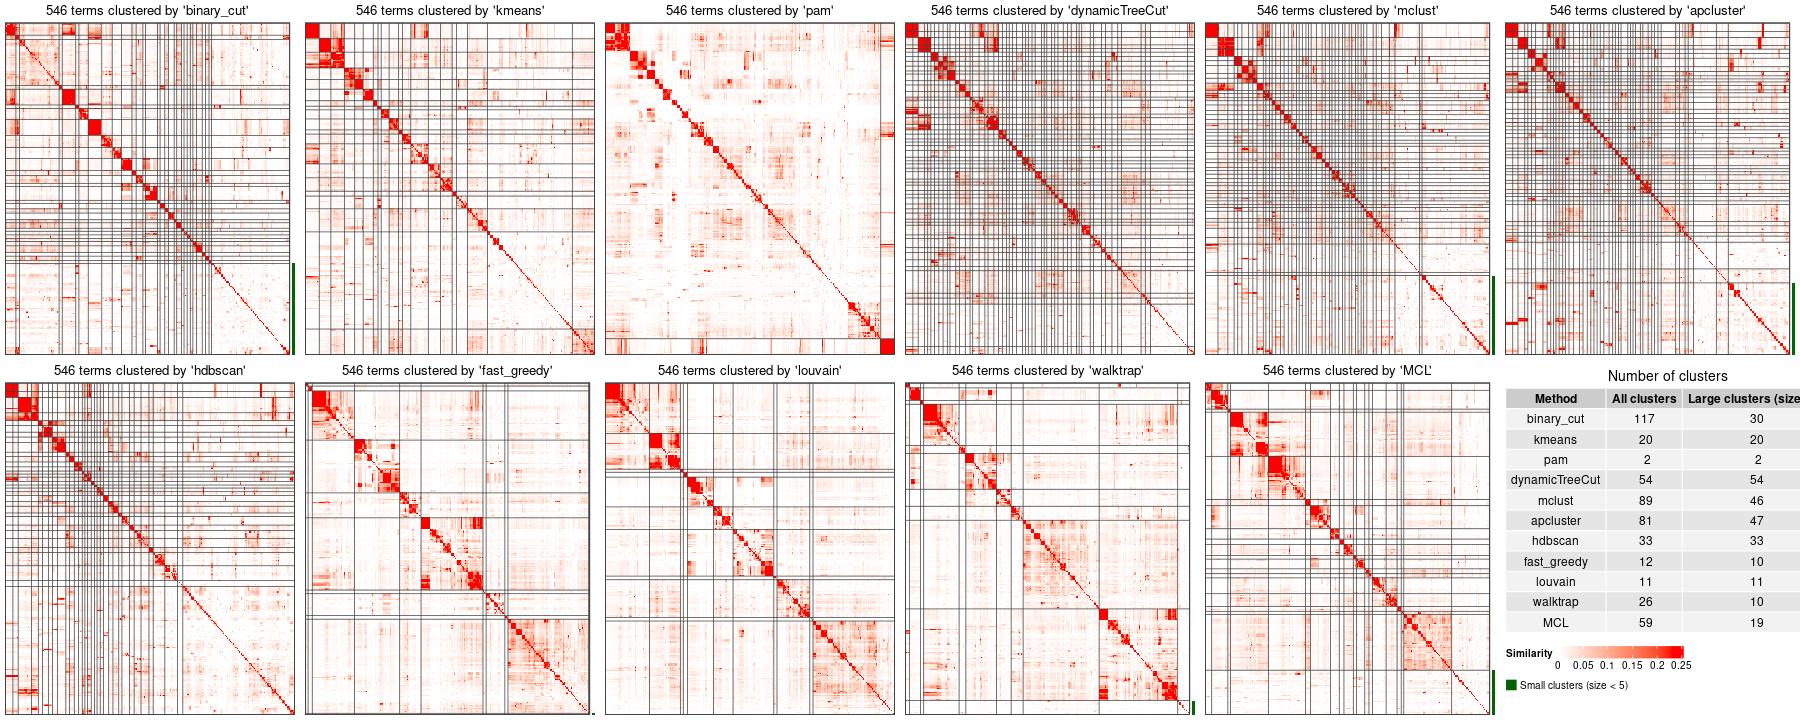 546 terms clustered by 'binary_cut'
546 terms clustered by 'kmeans'
546 terms clustered by 'pam'
546 terms clustered by 'dynamicTreeCut'
546 terms clustered by 'mclust'
546 terms clustered by 'apcluster'
546 terms clustered by 'hdbscan'
546 terms clustered by 'fast_greedy'
546 terms clustered by 'louvain'
546 terms clustered by 'walktrap'
546 terms clustered by 'MCL'
Number of clusters
Method All clusters Large clusters (size
binary_cut 117 30
kmeans 20 20
pam 2 2
dynamicTreeCut 54 54
mclust 89 46
apcluster 81 47
hdbscan 33 33
fast_greedy 12 10
louvain 11 11
walktrap 26 10
MCL 59 19
Similarity
0 0.05 0.1 0.15 0.2 0.25
Small clusters (size < 5)